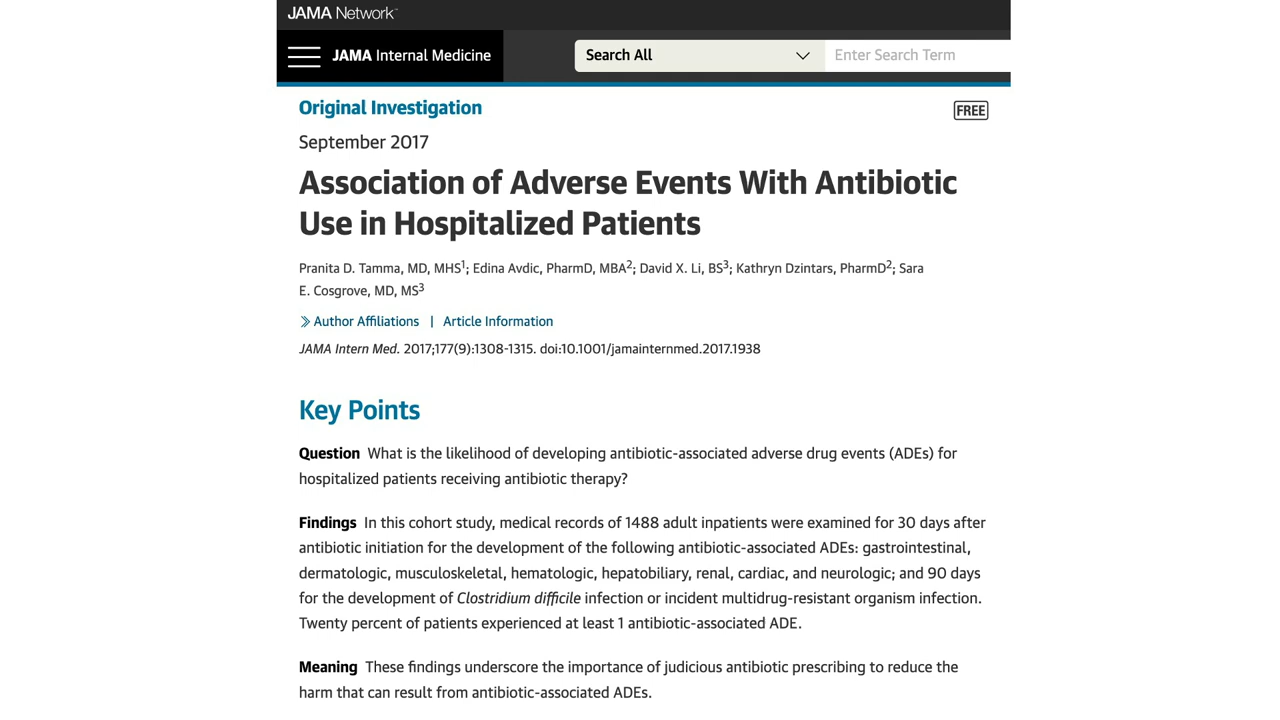 JAMA Network™
JAMA Internal Medicine
Search All
Enter Search Term
Original Investigation
FREE
September 2017
Association of Adverse Events With Antibiotic
Use in Hospitalized Patients
Pranita D. Tamma, MD, MHS1; Edina Avdic, PharmD, MBA2; David X. Li, BS3; Kathryn Dzintars, PharmD2; Sara
E. Cosgrove, MD, MS3
Author Affiliations | Article Information
JAMA Intern Med. 2017;177(9):1308-1315. doi:10.1001/jamainternmed.2017.1938
Key Points
Question What is the likelihood of developing antibiotic-associated adverse drug events (ADEs) for
hospitalized patients receiving antibiotic therapy?
Findings In this cohort study, medical records of 1488 adult inpatients were examined for 30 days after
antibiotic initiation for the development of the following antibiotic-associated ADEs: gastrointestinal,
dermatologic, musculoskeletal, hematologic, hepatobiliary, renal, cardiac, and neurologic; and 90 days
for the development of Clostridium difficile infection or incident multidrug-resistant organism infection.
Twenty percent of patients experienced at least 1 antibiotic-associated ADE.
Meaning These findings underscore the importance of judicious antibiotic prescribing to reduce the
harm that can result from antibiotic-associated ADEs.